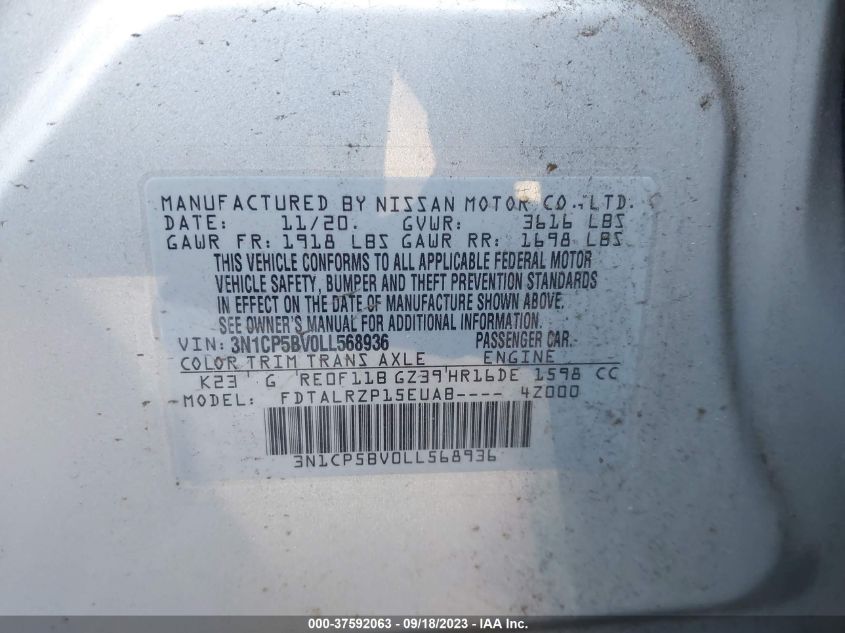 MANUFACTURED BY NISSAN MOTOR CO.,LTD.
DATE: 11/20. GVWR: 3616 LBS
GAWR FR: 1918 LBS GAWR RR: 1698 LBS
THIS VEHICLE CONFORMS TO ALL APPLICABLE FEDERAL MOTOR
VEHICLE SAFETY, BUMPER AND THEFT PREVENTION STANDARDS
IN EFFECT ON THE DATE OF MANUFACTURE SHOWN ABOVE.
SEE OWNER'S MANUAL FOR ADDITIONAL INFORMATION.
VIN: 3N1CP5BV0LL568936 PASSENGER CAR
COLOR TRIM TRANS AXLE ENGINE
K23 G RE0F11B GZ39 HR16DE 1598 CC
MODEL: FDTALRZP15EUAB---- 4Z000
3N1CP5BV0LL568936
000-37592063 - 09/18/2023 - IAA, Inc.